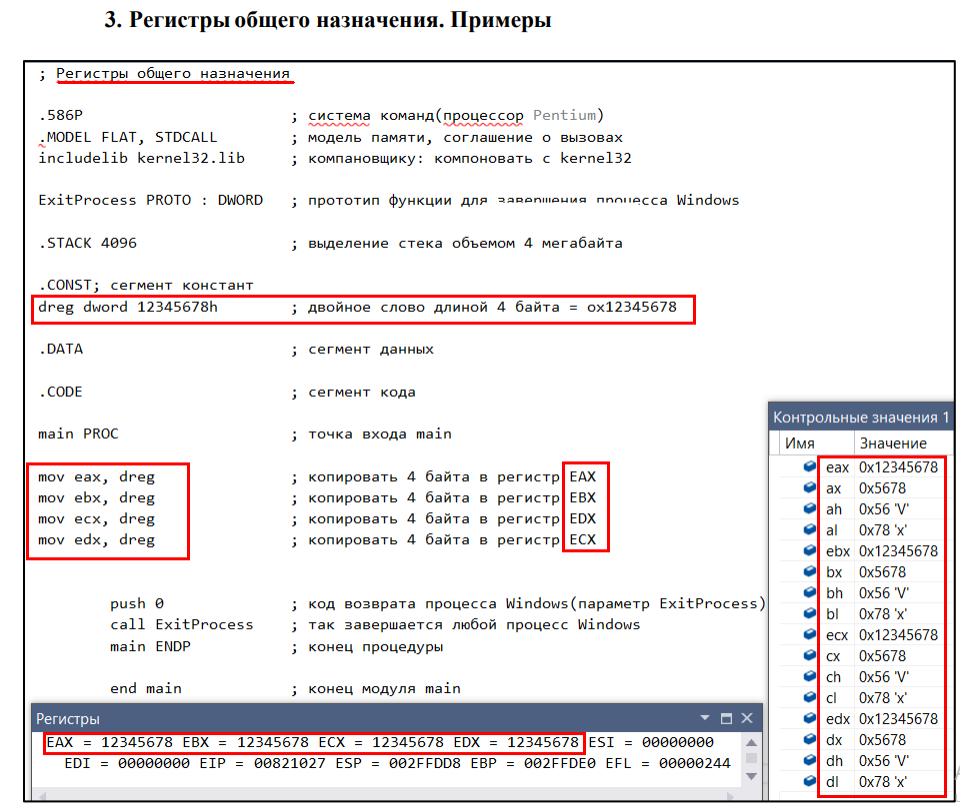 3. Регистры общего назначения. Примеры
; Регистры общего назначения
.586P ; система команд(процессор Pentium)
.MODEL FLAT, STDCALL ; модель памяти, соглашение о вызовах
includelib kernel32.lib ; компановщику: компоновать с kernel32
ExitProcess PROTO : DWORD ; прототип функции для завершения процесса Windows
.STACK 4096 ; выделение стека объемом 4 мегабайта
.CONST; сегмент констант
dreg dword 12345678h ; двойное слово длиной 4 байта = ox12345678
.DATA ; сегмент данных
.CODE ; сегмент кода
main PROC ; точка входа main
mov eax, dreg ; копировать 4 байта в регистр EAX
mov ebx, dreg ; копировать 4 байта в регистр EBX
mov ecx, dreg ; копировать 4 байта в регистр EDX
mov edx, dreg ; копировать 4 байта в регистр ECX
push 0 ; код возврата процесса Windows(параметр ExitProcess)
call ExitProcess ; так завершается любой процесс Windows
main ENDP ; конец процедуры
end main ; конец модуля main
Контрольные значения 1
Имя Значение
eax 0x12345678
ax 0x5678
ah 0x56 'V'
al 0x78 'x'
ebx 0x12345678
bx 0x5678
bh 0x56 'V'
bl 0x78 'x'
ecx 0x12345678
cx 0x5678
ch 0x56 'V'
cl 0x78 'x'
edx 0x12345678
dx 0x5678
dh 0x56 'V'
dl 0x78 'x'
Регистры
EAX = 12345678 EBX = 12345678 ECX = 12345678 EDX = 12345678 ESI = 00000000
EDI = 00000000 EIP = 00821027 ESP = 002FFDD8 EBP = 002FFDE0 EFL = 00000244